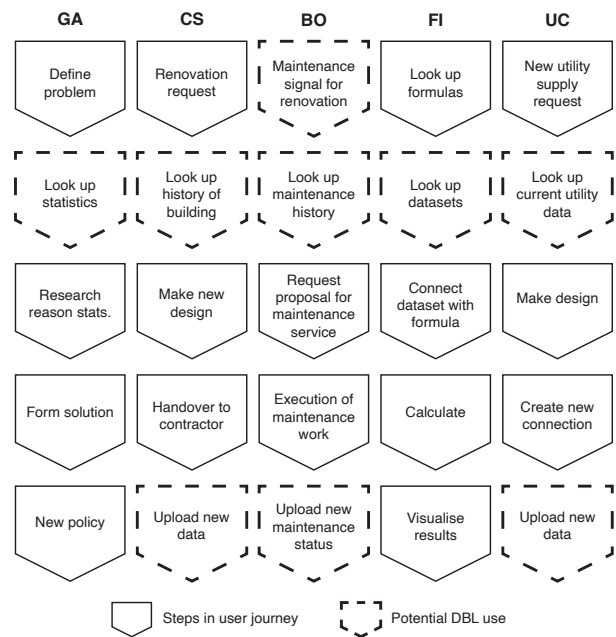 GA CS BO FI UC
Define
problem
Renovation
request
Maintenance
signal for
renovation
Look up
formulas
New utility
supply
request
Look up
statistics
Look up
history of
building
Look up
maintenance
history
Look up
datasets
Look up
current utility
data
Research
reason stats.
Make new
design
Request
proposal for
maintenance
service
Connect
dataset with
formula
Make design
Form solution
Handover to
contractor
Execution of
maintenance
work
Calculate
Create new
connection
New policy
Upload new
data
Upload new
maintenance
status
Visualise
results
Upload new
data
Steps in user journey
Potential DBL use